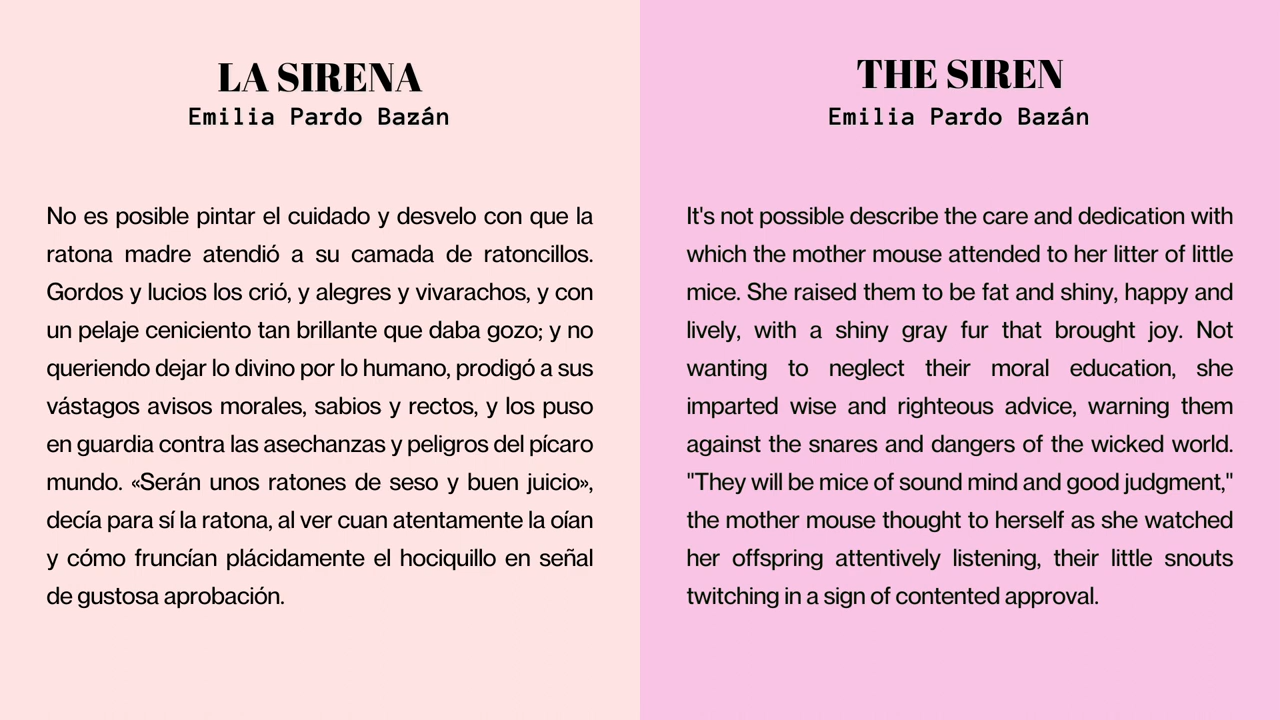 LA SIRENA
Emilia Pardo Bazán
No es posible pintar el cuidado y desvelo con que la
ratona madre atendió a su camada de ratoncillos.
Gordos y lucios los crió, y alegres y vivarachos, y con
un pelaje ceniciento tan brillante que daba gozo; y no
queriendo dejar lo divino por lo humano, prodigó a sus
vástagos avisos morales, sabios y rectos, y los puso
en guardia contra las asechanzas y peligros del pícaro
mundo. «Serán unos ratones de seso y buen juicio»,
decía para sí la ratona, al ver cuan atentamente la oían
y cómo fruncían plácidamente el hociquillo en señal
de gustosa aprobación.
THE SIREN
Emilia Pardo Bazán
It's not possible describe the care and dedication with
which the mother mouse attended to her litter of little
mice. She raised them to be fat and shiny, happy and
lively, with a shiny gray fur that brought joy. Not
wanting to neglect their moral education, she
imparted wise and righteous advice, warning them
against the snares and dangers of the wicked world.
"They will be mice of sound mind and good judgment,"
the mother mouse thought to herself as she watched
her offspring attentively listening, their little snouts
twitching in a sign of contented approval.